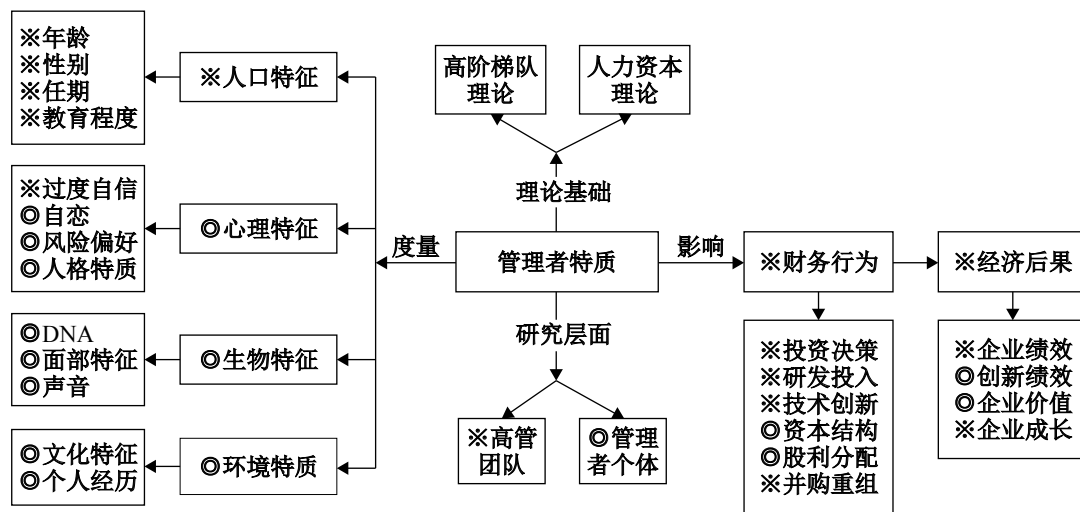 ※年龄
※性别
※任期
※教育程度
※人口特征
※过度自信
◎自恋
◎风险偏好
◎人格特质
◎心理特征
◎DNA
◎面部特征
◎声音
◎生物特征
◎文化特征
◎个人经历
◎环境特质
度量
高阶梯队
理论
人力资本
理论
理论基础
管理者特质
研究层面
※高管
团队
◎管理
者个体
影响
※财务行为
※投资决策
※研发投入
※技术创新
◎资本结构
◎股利分配
※并购重组
※经济后果
※企业绩效
◎创新绩效
◎企业价值
※企业成长